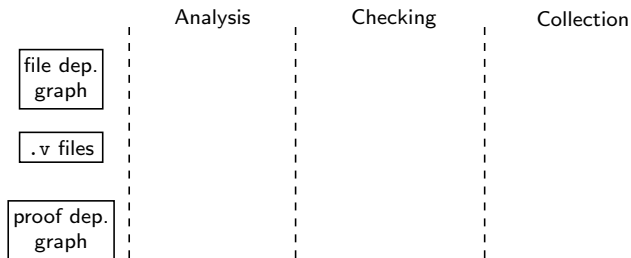 Analysis Checking Collection
file dep.
graph
.v files
proof dep.
graph